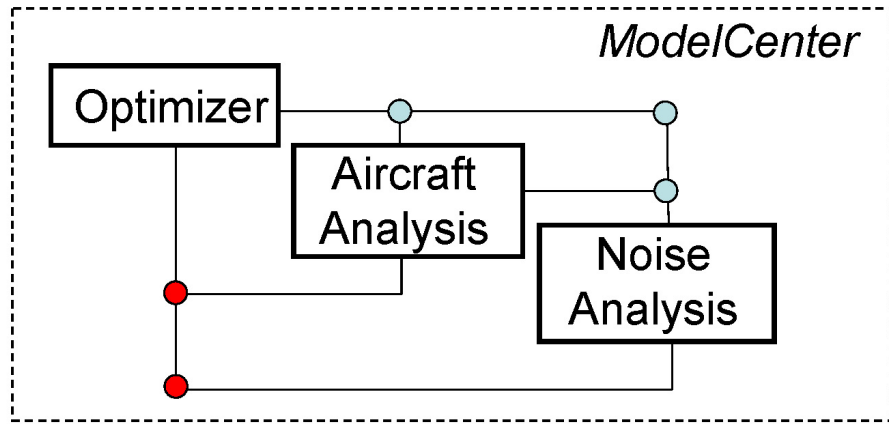 ModelCenter
Optimizer
Aircraft
Analysis
Noise
Analysis